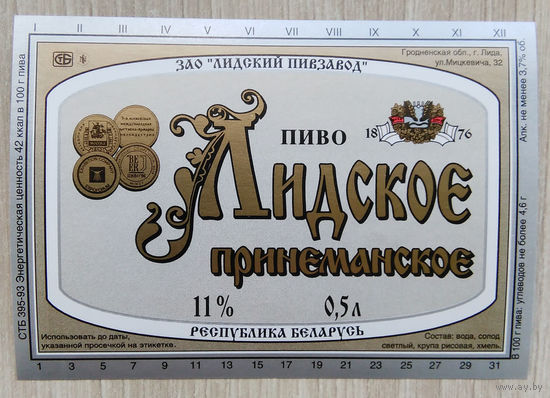 I II III IV V VI VII VIII IX X XI XII
СТБ
ЗАО "ЛИДСКИЙ ПИВЗАВОД"
Гродненская обл., г. Лида,
ул.Мицкевича, 32
ПИВО
18 76
Лидское
принеманское
11% 0,5 л
РЕСПУБЛИКА БЕЛАРУСЬ
Использовать до даты,
указанной просечкой на этикетке.
Состав: вода, солод
светлый, крупа рисовая, хмель.
1 3 5 7 9 11 13 15 17 19 21 23 25 27 29 31
СТБ 395-93 Энергетическая ценность 42 ккал в 100 г пива
В 100 г пива: углеводов не более 4,6 г
Алк. не менее 3,7% об.
www.ay.by